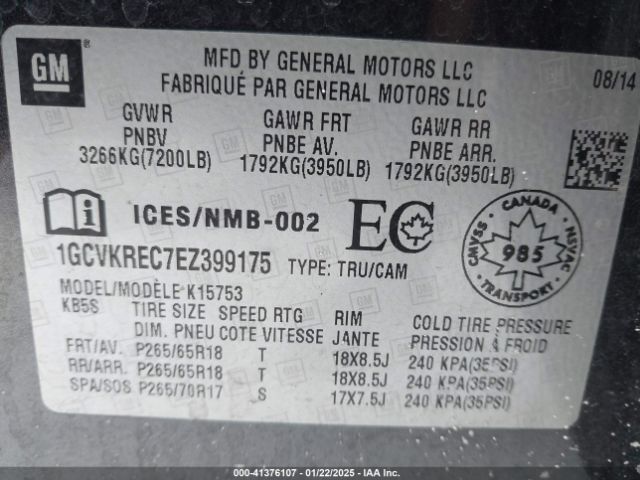 GM
®
MFD BY GENERAL MOTORS LLC
FABRIQUÉ PAR GENERAL MOTORS LLC
08/14
GVWR GAWR FRT GAWR RR
PNBV PNBE AV. PNBE ARR.
3266KG(7200LB) 1792KG(3950LB) 1792KG(3950LB)
i ICES/NMB-002 EC
CANADA
CMVSS 985 NSVAC
TRANSPORT
1GCVKREC7EZ399175 TYPE: TRU/CAM
MODEL/MODÈLE K15753
KB5S TIRE SIZE SPEED RTG RIM COLD TIRE PRESSURE
DIM. PNEU COTE VITESSE JANTE PRESSION À FROID
FRT/AV. P265/65R18 T 18X8.5J 240 KPA(35PSI)
RR/ARR. P265/65R18 T 18X8.5J 240 KPA(35PSI)
SPA/SOS P265/70R17 S 17X7.5J 240 KPA(35PSI)
000-41376107 - 01/22/2025 - IAA Inc.